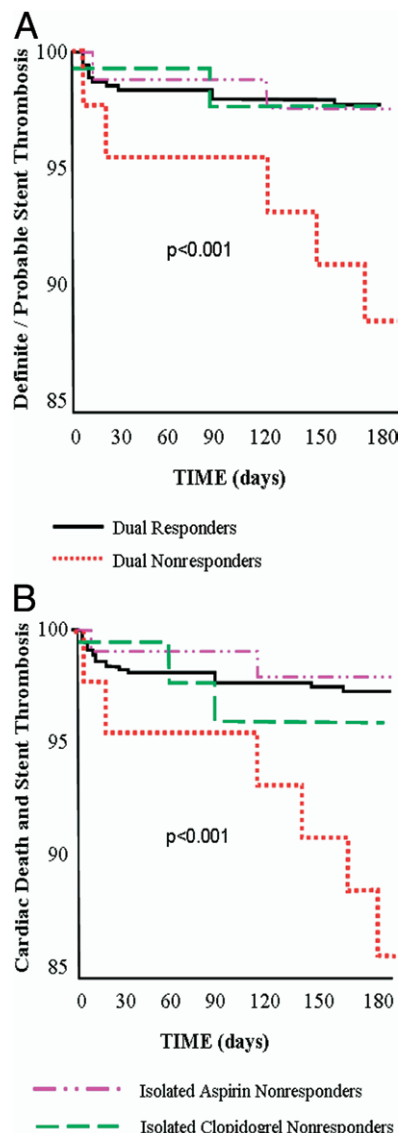 A
Definite / Probable Stent Thrombosis
100
95
90
85
p<0.001
0 30 60 90 120 150 180
TIME (days)
Dual Responders
Dual Nonresponders
B
Cardiac Death and Stent Thrombosis
100
95
90
85
p<0.001
0 30 60 90 120 150 180
TIME (days)
Isolated Aspirin Nonresponders
Isolated Clopidogrel Nonresponders